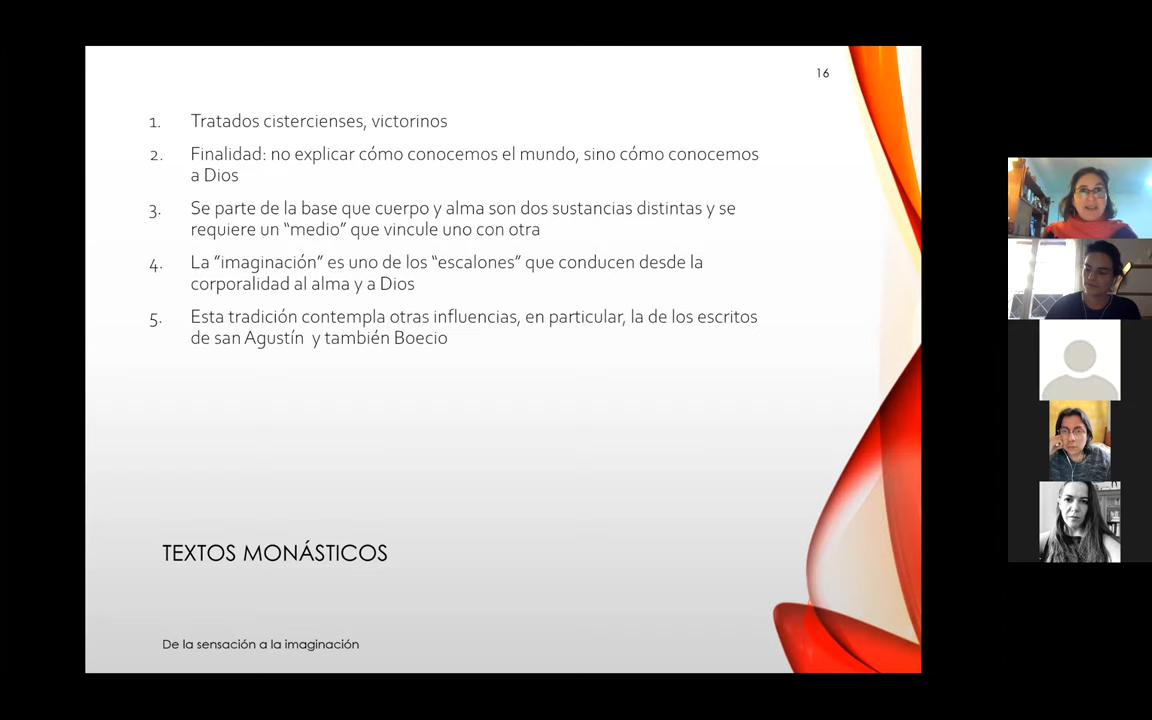 16
1. Tratados cistercienses, victorinos
2. Finalidad: no explicar cómo conocemos el mundo, sino cómo conocemos
a Dios
3. Se parte de la base que cuerpo y alma son dos sustancias distintas y se
requiere un “medio” que vincule uno con otra
4. La ”imaginación” es uno de los “escalones” que conducen desde la
corporalidad al alma y a Dios
5. Esta tradición contempla otras influencias, en particular, la de los escritos
de san Agustín y también Boecio
TEXTOS MONÁSTICOS
De la sensación a la imaginación